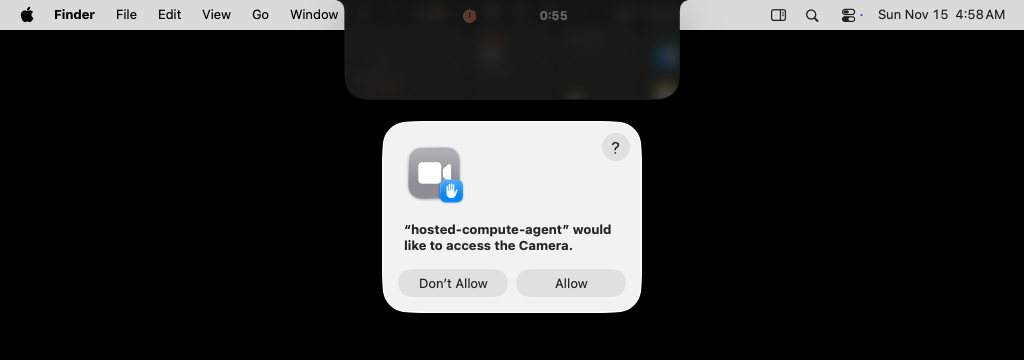 Finder File Edit View Go Window 0:55 Sun Nov 15 4:58 AM
?
“hosted-compute-agent” would
like to access the Camera.
Don’t Allow Allow